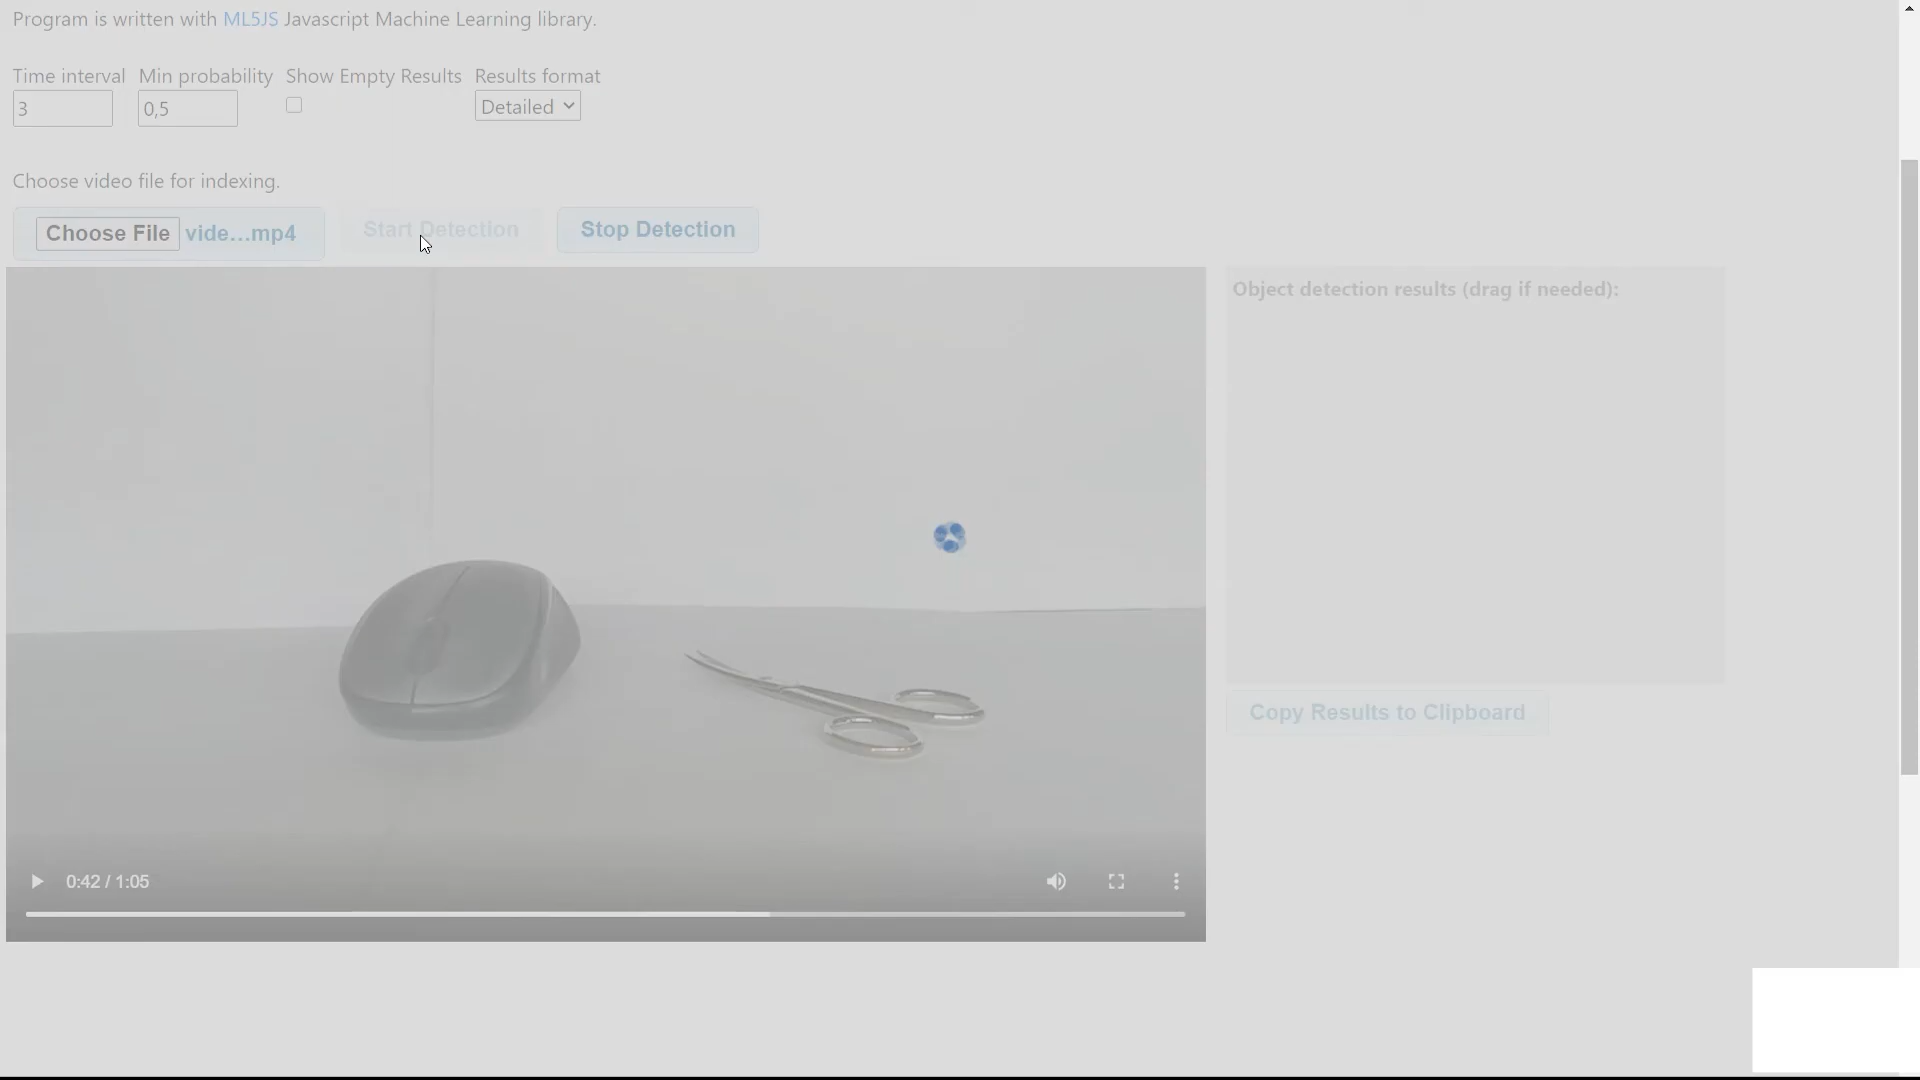 Program is written with ML5JS Javascript Machine Learning library.
Time interval Min probability Show Empty Results Results format
3 0,5 Detailed
Choose video file for indexing.
Choose File vide...mp4 Start Detection Stop Detection
Object detection results (drag if needed):
Copy Results to Clipboard
0:42 / 1:05